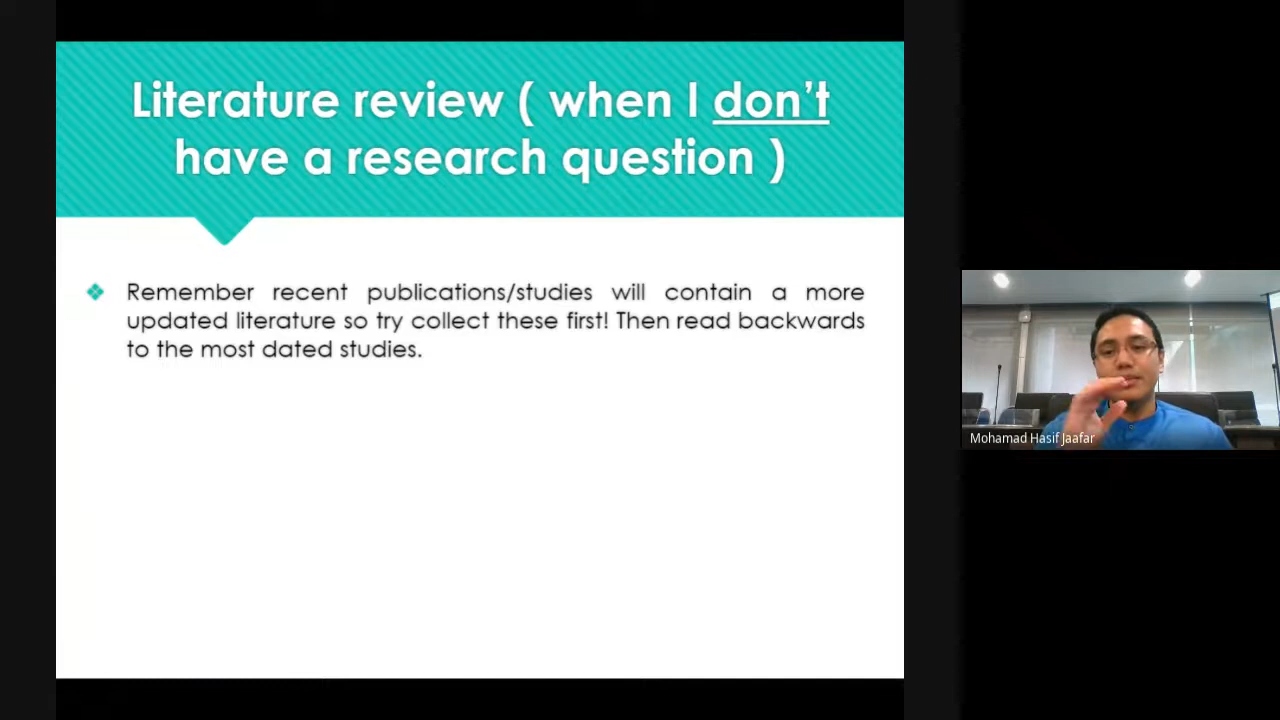 Literature review ( when I don't
have a research question )
Remember recent publications/studies will contain a more
updated literature so try collect these first! Then read backwards
to the most dated studies.
Mohamad Hasif Jaafar